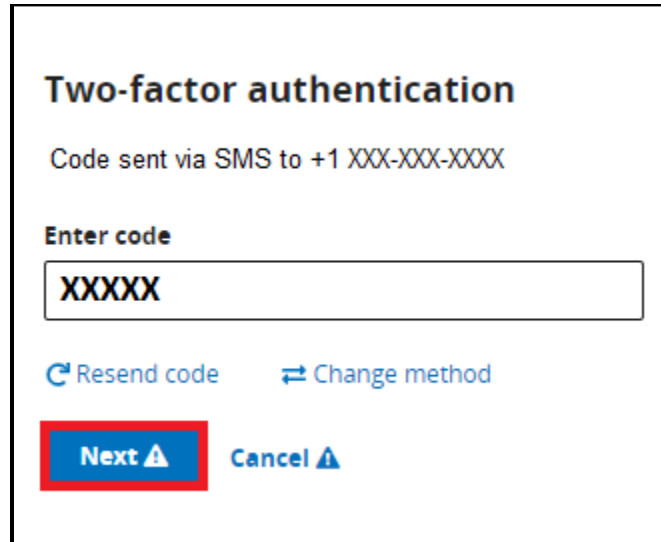 Two-factor authentication
Code sent via SMS to +1 XXX-XXX-XXXX
Enter code
XXXXX
Resend code Change method
Next Cancel